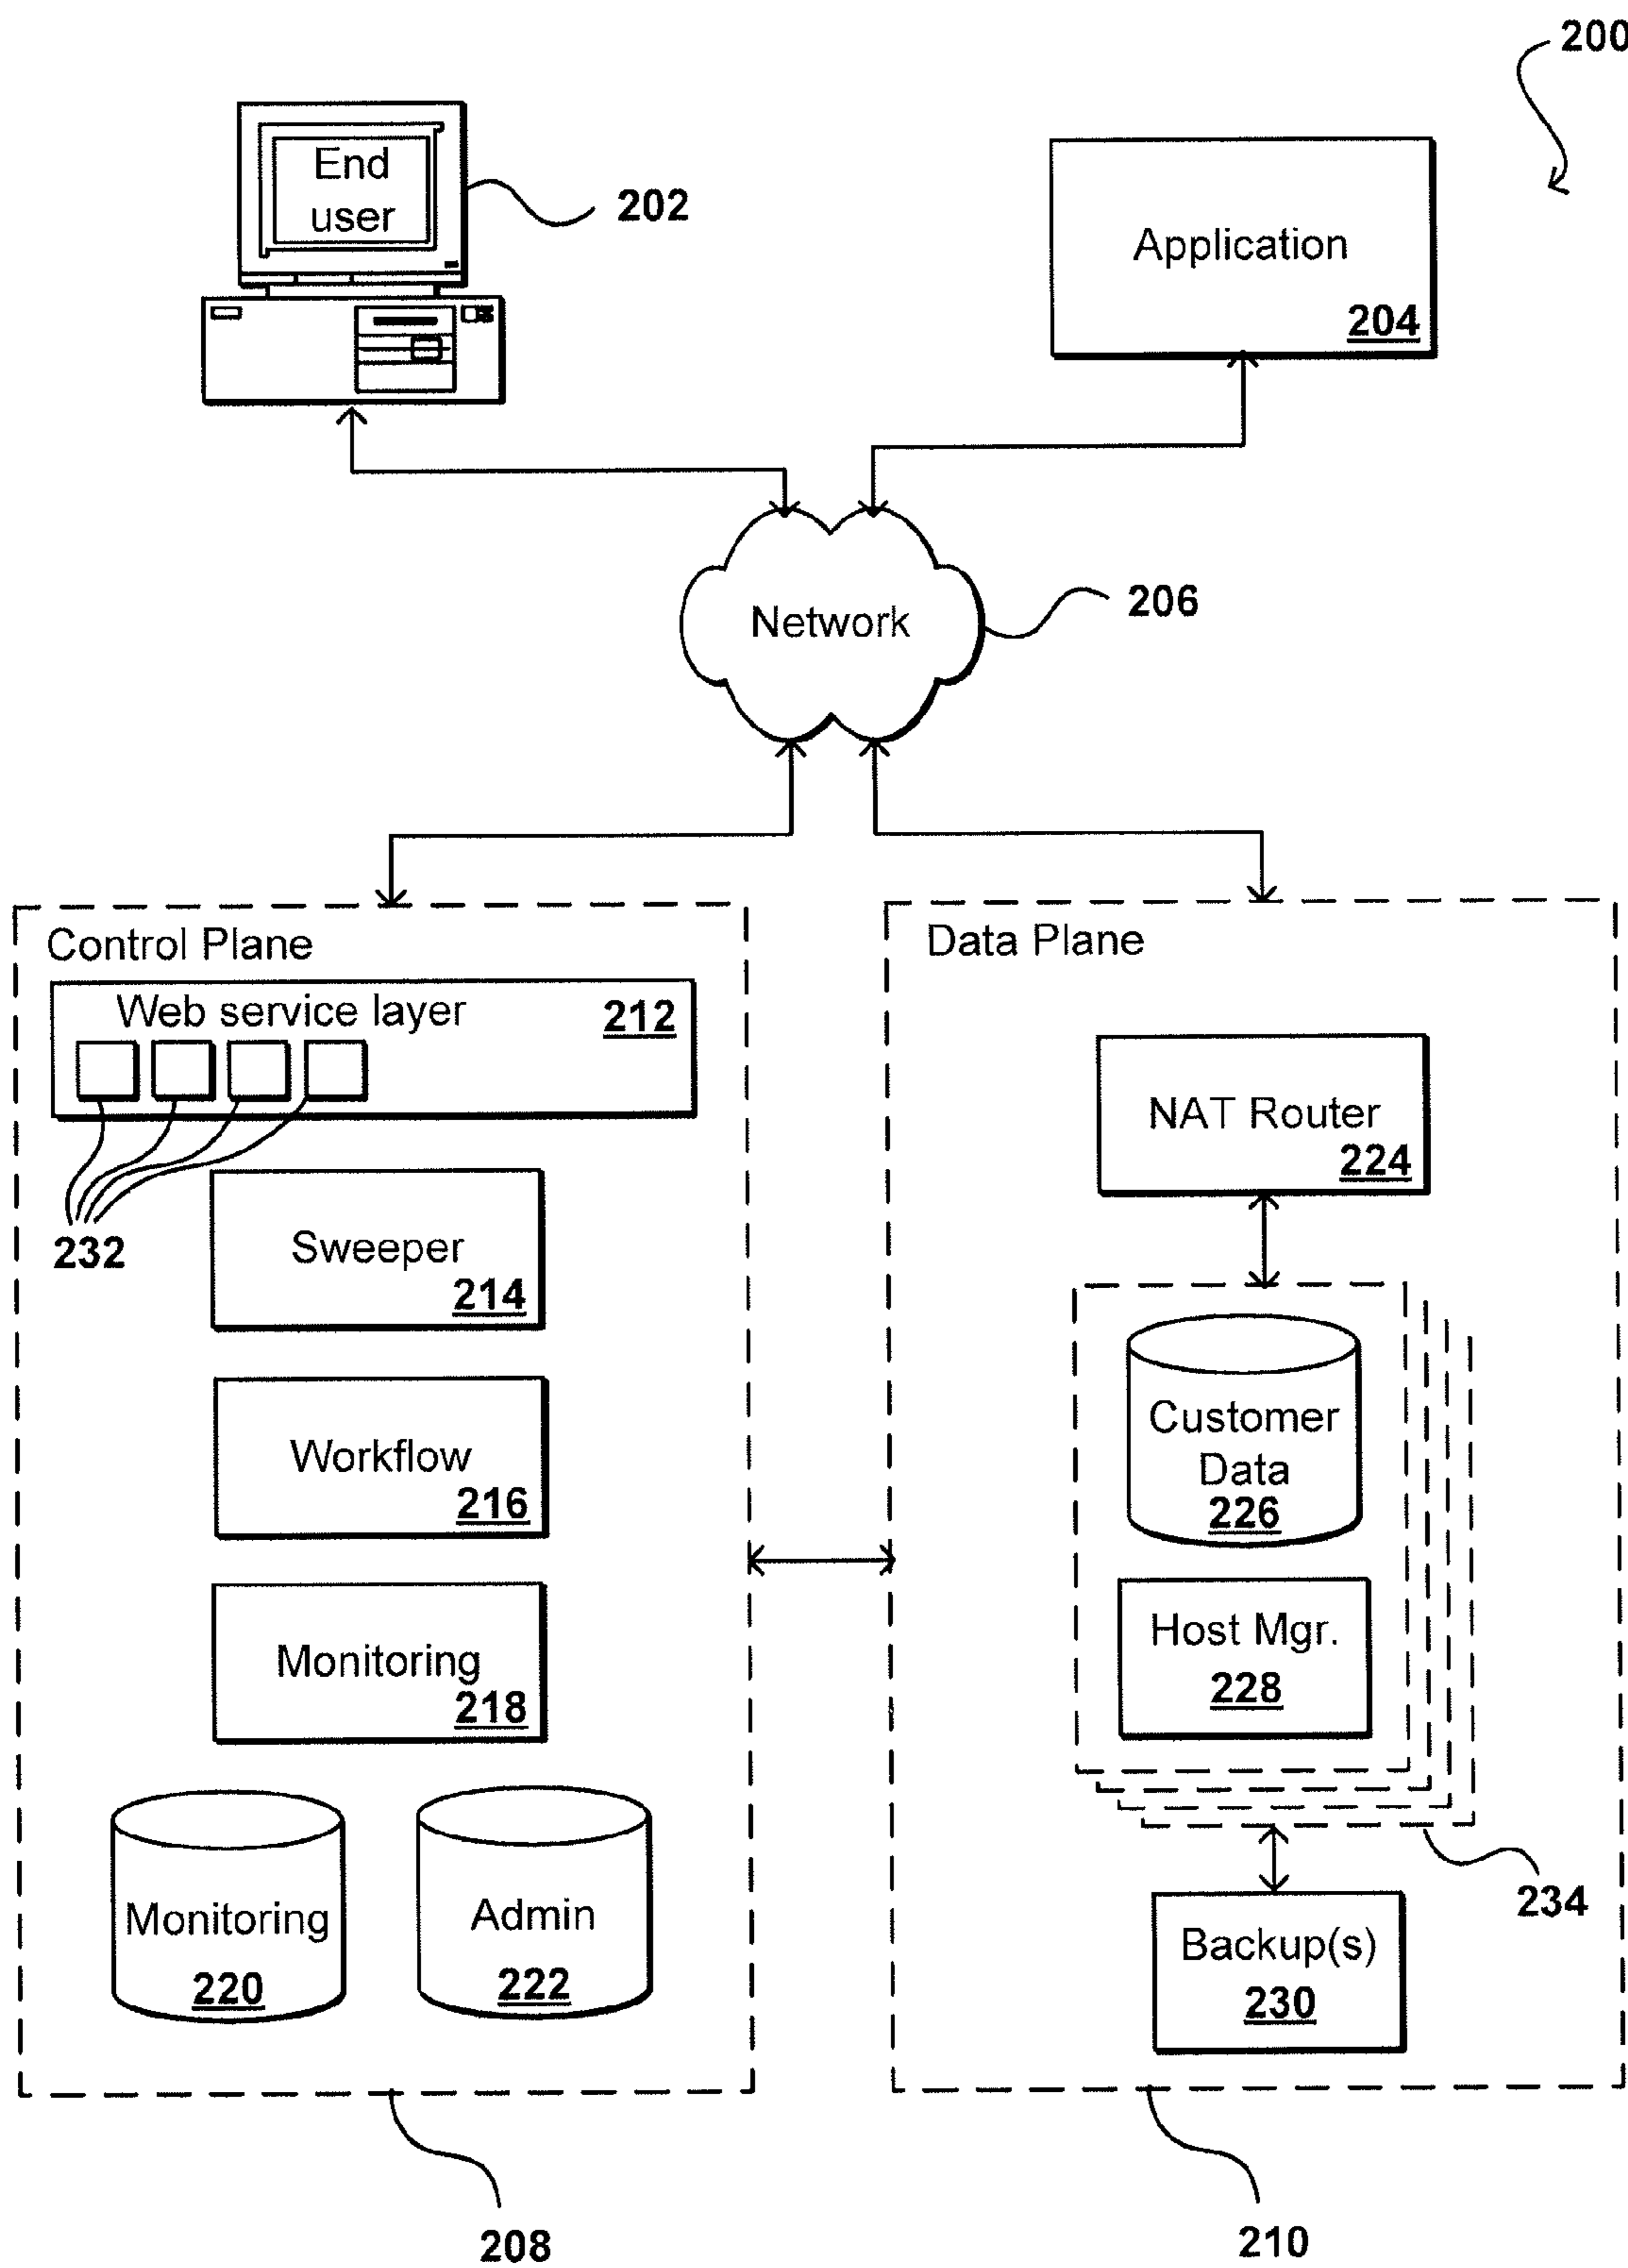 200
End
user
202
Application
204
Network
206
Control Plane
Web service layer
212
232
Sweeper
214
Workflow
216
Monitoring
218
Monitoring
220
Admin
222
208
Data Plane
NAT Router
224
Customer
Data
226
Host Mgr.
228
234
Backup(s)
230
210